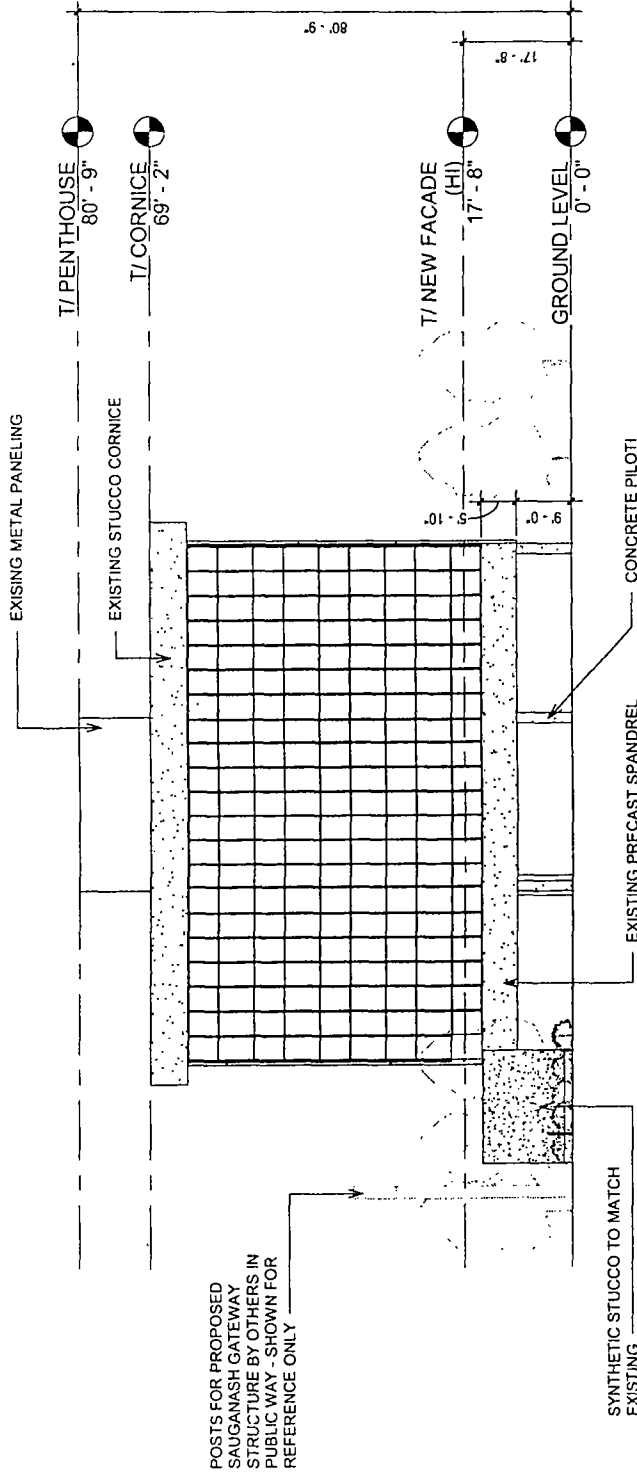 EXISING METAL PANELING
EXISTING STUCCO CORNICE
T/ PENTHOUSE
80' - 9"
T/ CORNICE
69' - 2"
T/ NEW FACADE
(HI)
17' - 8"
GROUND LEVEL
0' - 0"
80' - 9"
17' - 8"
5' - 10"
9' - 0"
POSTS FOR PROPOSED
SAUGANASH GATEWAY
STRUCTURE BY OTHERS IN
PUBLIC WAY - SHOWN FOR
REFERENCE ONLY
SYNTHETIC STUCCO TO MATCH
EXISTING
EXISTING PRECAST SPANDREL
CONCRETE PILOTI